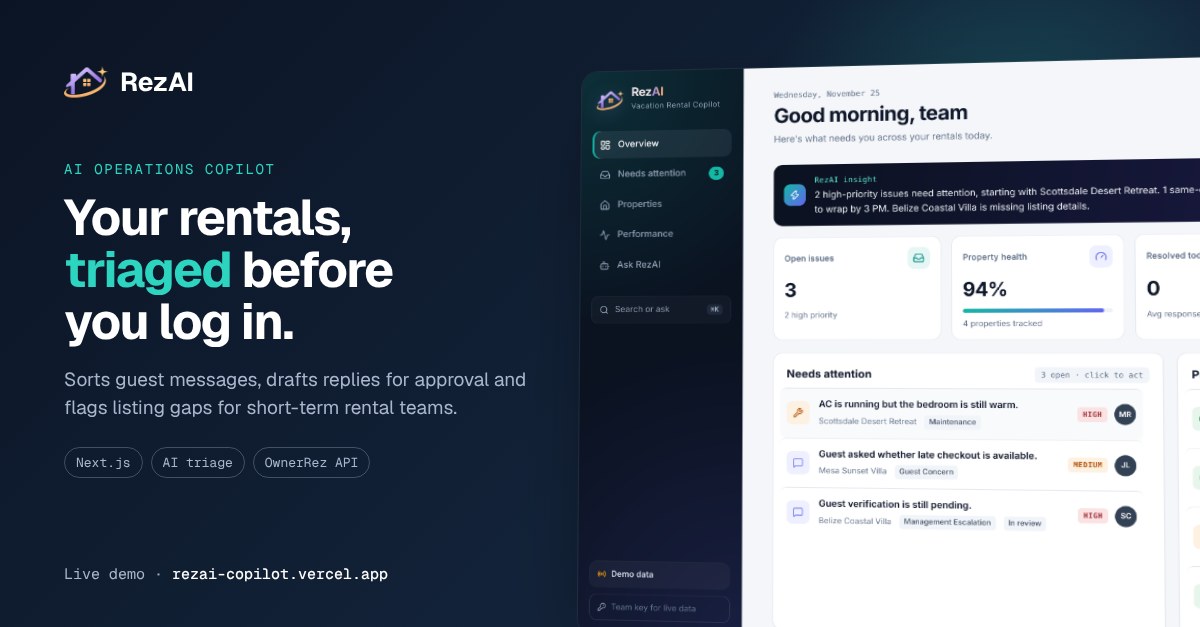 RezAI
AI OPERATIONS COPILOT
Your rentals,
triaged before
you log in.
Sorts guest messages, drafts replies for approval and
flags listing gaps for short-term rental teams.
Next.js
AI triage
OwnerRez API
Live demo · rezai-copilot.vercel.app
RezAI
Vacation Rental Copilot
Overview
Needs attention 3
Properties
Performance
Ask RezAI
Search or ask ⌘K
Demo data
Team key for live data
Wednesday, November 25
Good morning, team
Here's what needs you across your rentals today.
RezAI insight
2 high-priority issues need attention, starting with Scottsdale Desert Retreat. 1 same-
to wrap by 3 PM. Belize Coastal Villa is missing listing details.
Open issues
3
2 high priority
Property health
94%
4 properties tracked
Resolved
0
Avg response
Needs attention
3 open · click to act
AC is running but the bedroom is still warm.
Scottsdale Desert Retreat Maintenance
HIGH MR
Guest asked whether late checkout is available.
Mesa Sunset Villa Guest Concern
MEDIUM JL
Guest verification is still pending.
Belize Coastal Villa Management Escalation In review
HIGH SC